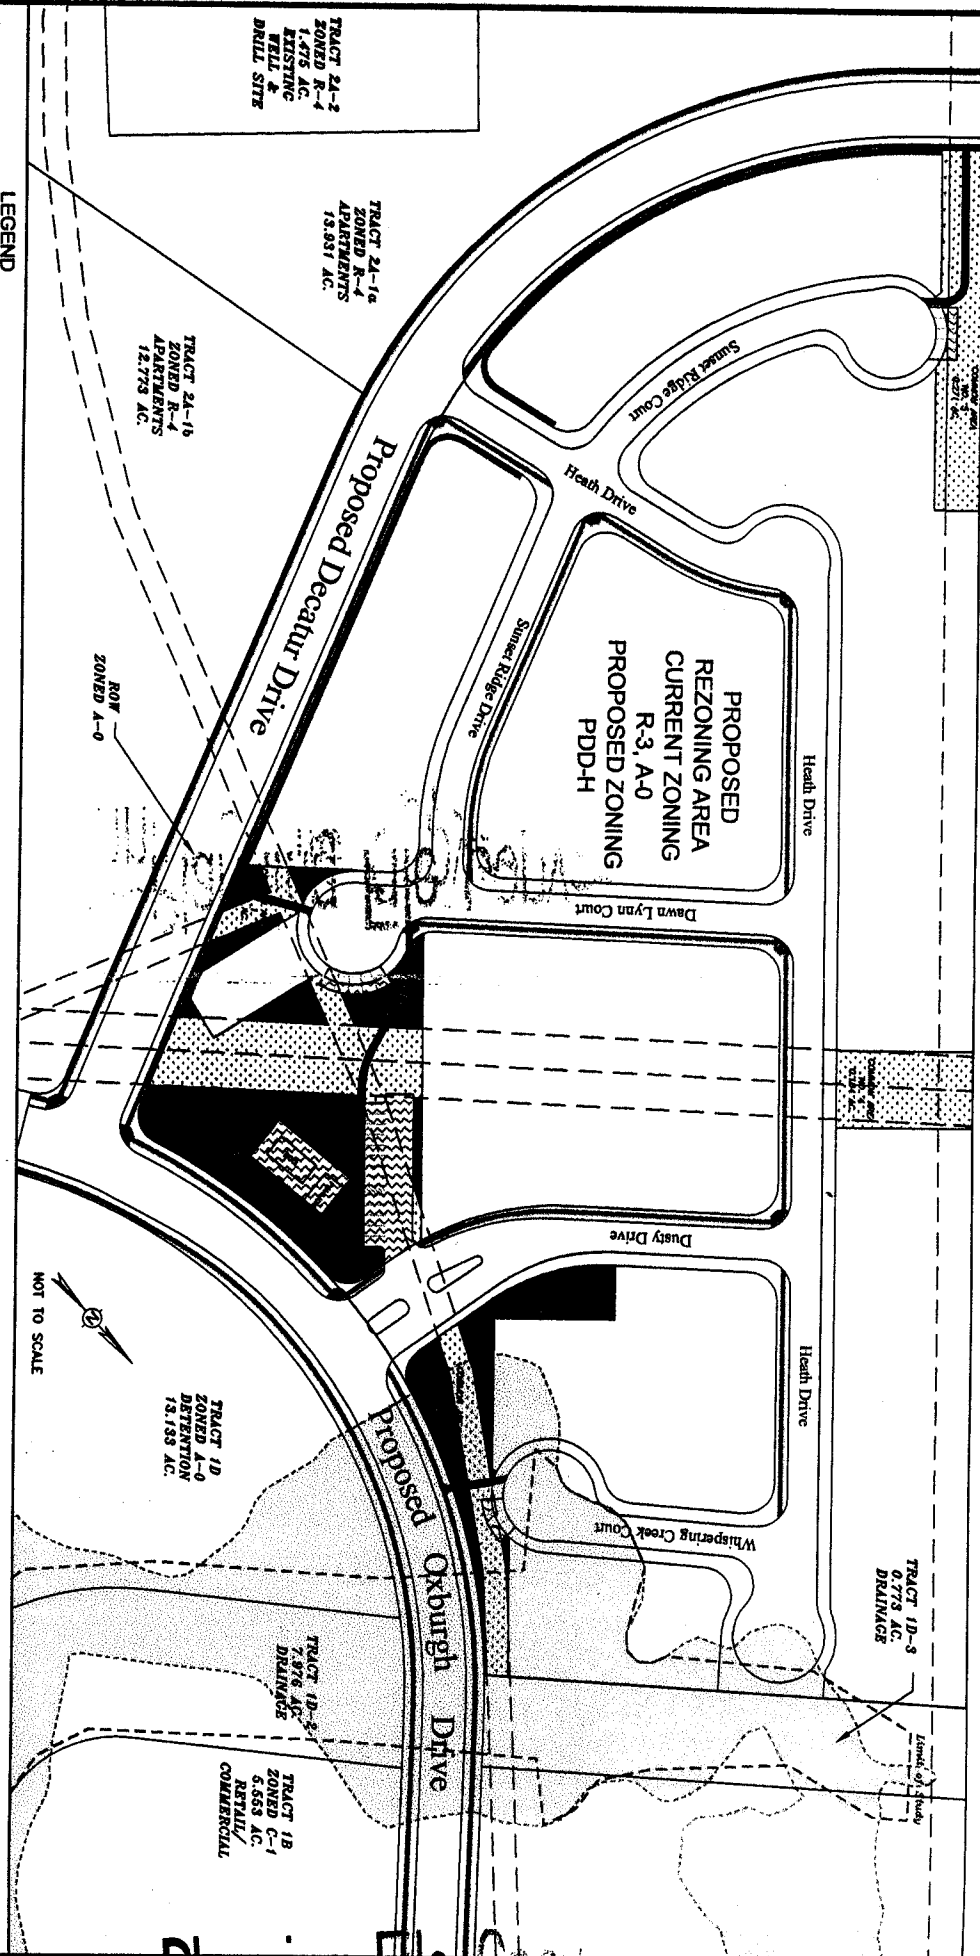 TRACT 2A-2
ZONED R-4
1.475 AC.
EXISTING
WELL &
DRILL SITE
TRACT 2A-1a
ZONED R-4
APARTMENTS
13.931 AC.
TRACT 2A-1b
ZONED R-4
APARTMENTS
12.773 AC.
LEGEND
Sunset Ridge Court
Heath Drive
Proposed Decatur Drive
Sunset Ridge Drive
PROPOSED
REZONING AREA
CURRENT ZONING
R-3, A-0
PROPOSED ZONING
PDD-H
Heath Drive
ROW
ZONED A-0
Dawn Lynn Court
Dusty Drive
Heath Drive
NOT TO SCALE
TRACT 1D
ZONED A-0
DETENTION
13.133 AC.
Proposed Oxburgh Drive
Whispering Creek Court
TRACT 1D-3
0.773 AC.
DRAINAGE
TRACT 1D-2
7.976 AC.
DRAINAGE
TRACT 1B
ZONED C-1
5.553 AC.
RETAIL/
COMMERCIAL
Limit of Study